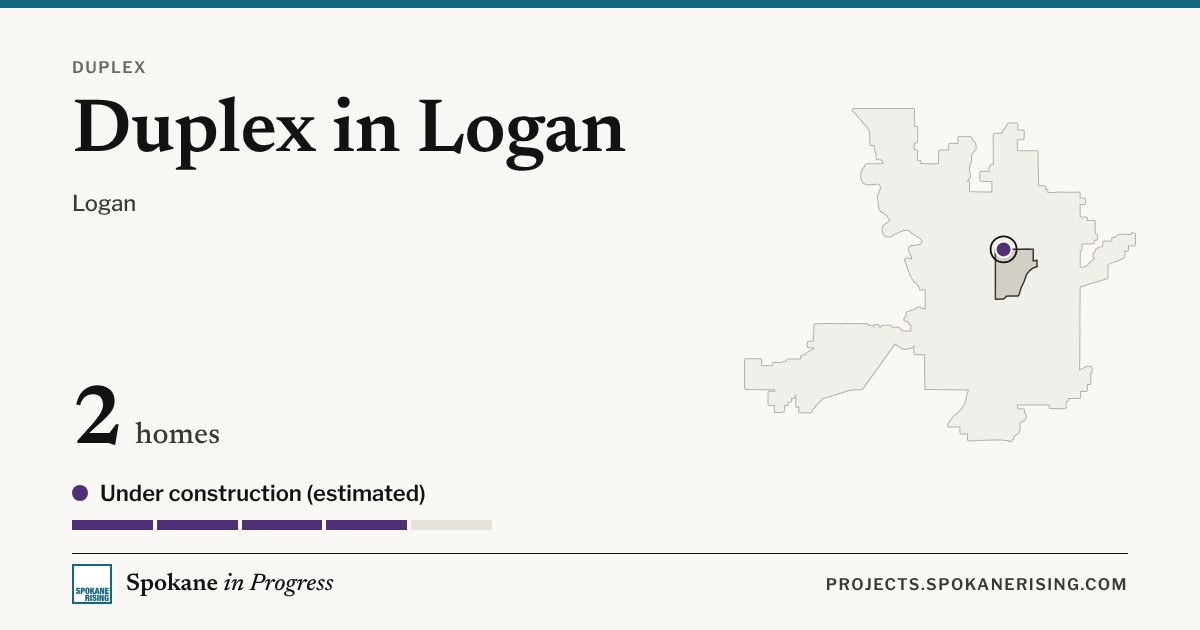 DUPLEX
Duplex in Logan
Logan
2 homes
Under construction (estimated)
SPOKANE
RISING
Spokane in Progress
PROJECTS.SPOKANERISING.COM